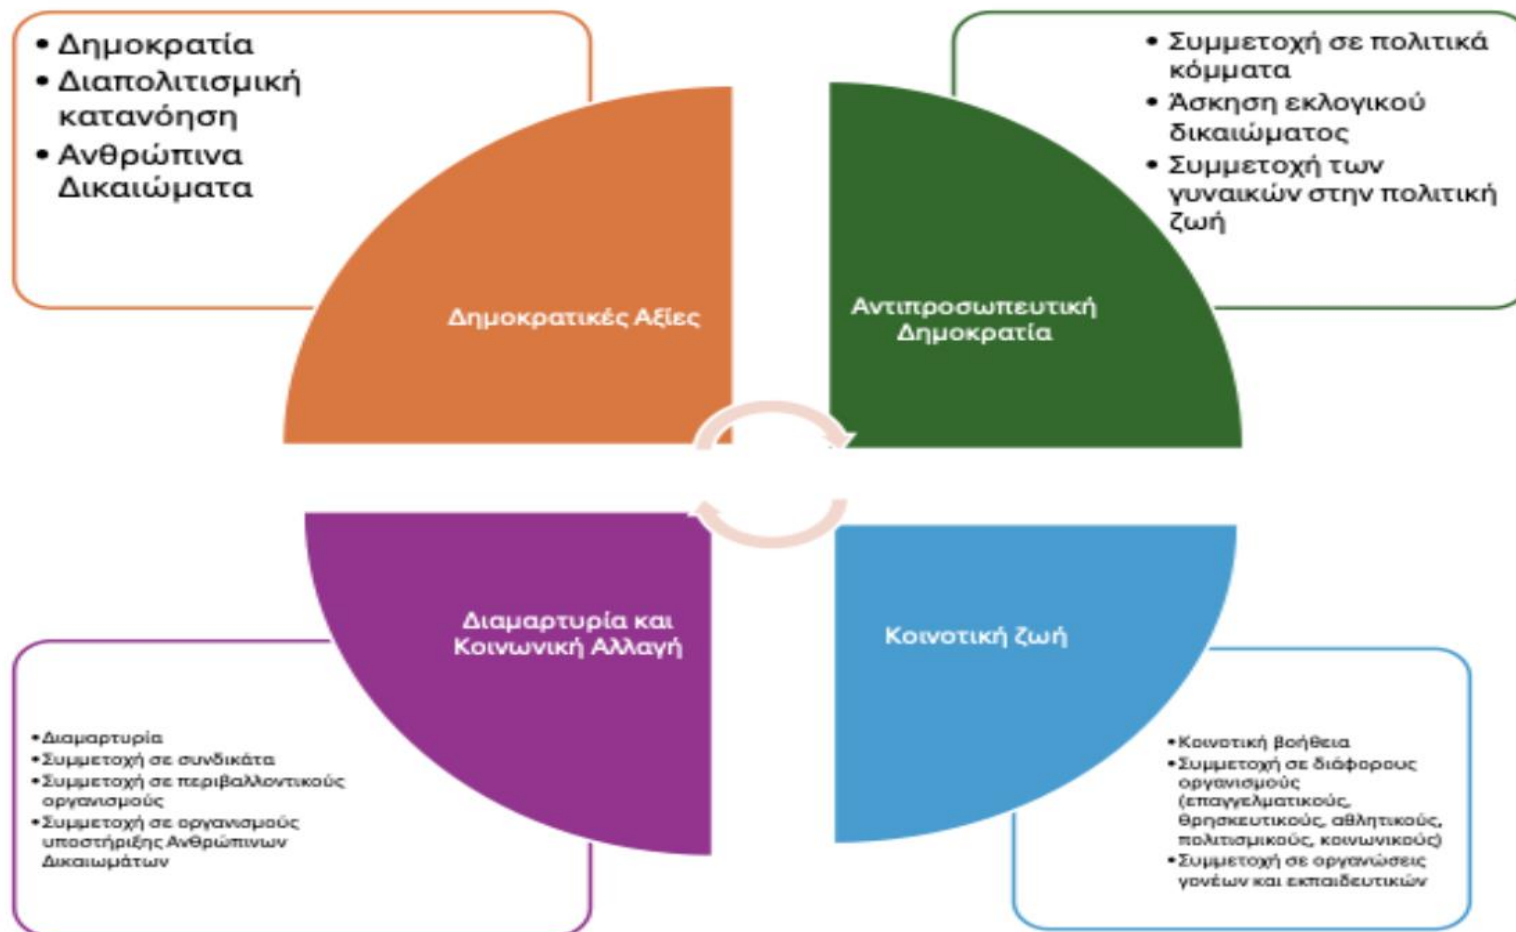 • Δημοκρατία
• Διαπολιτισμική
κατανόηση
• Ανθρώπινα
Δικαιώματα
• Συμμετοχή σε πολιτικά
κόμματα
• Άσκηση εκλογικού
δικαιώματος
• Συμμετοχή των
γυναικών στην πολιτική
ζωή
Δημοκρατικές Αξίες
Αντιπροσωπευτική
Δημοκρατία
Διαμαρτυρία και
Κοινωνική Αλλαγή
Κοινοτική ζωή
• Διαμαρτυρία
• Συμμετοχή σε συνδικάτα
• Συμμετοχή σε περιβαλλοντικούς
οργανισμούς
• Συμμετοχή σε οργανισμούς
υποστήριξης Ανθρώπινων
Δικαιωμάτων
• Κοινοτική βοήθεια
• Συμμετοχή σε διάφορους
οργανισμούς
(επαγγελματικούς,
θρησκευτικούς, αθλητικούς,
πολιτισμικούς, κοινωνικούς)
• Συμμετοχή σε οργανώσεις
γονέων και εκπαιδευτικών